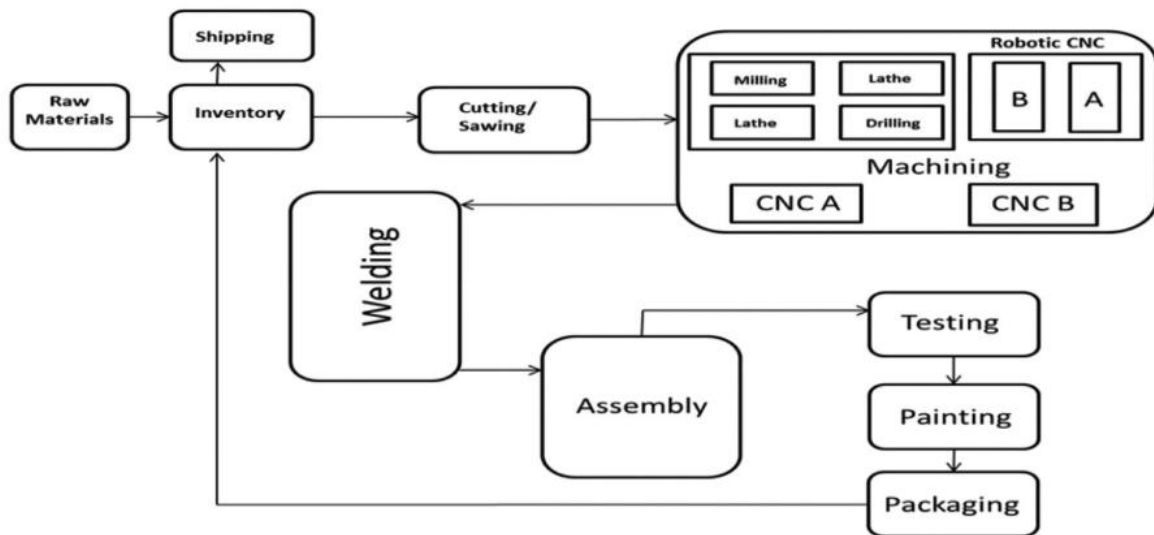 Shipping
Robotic CNC
Raw
Materials
Inventory
Cutting/
Sawing
Milling
Lathe
B
A
Lathe
Drilling
Machining
CNC A
CNC B
Welding
Testing
Assembly
Painting
Packaging